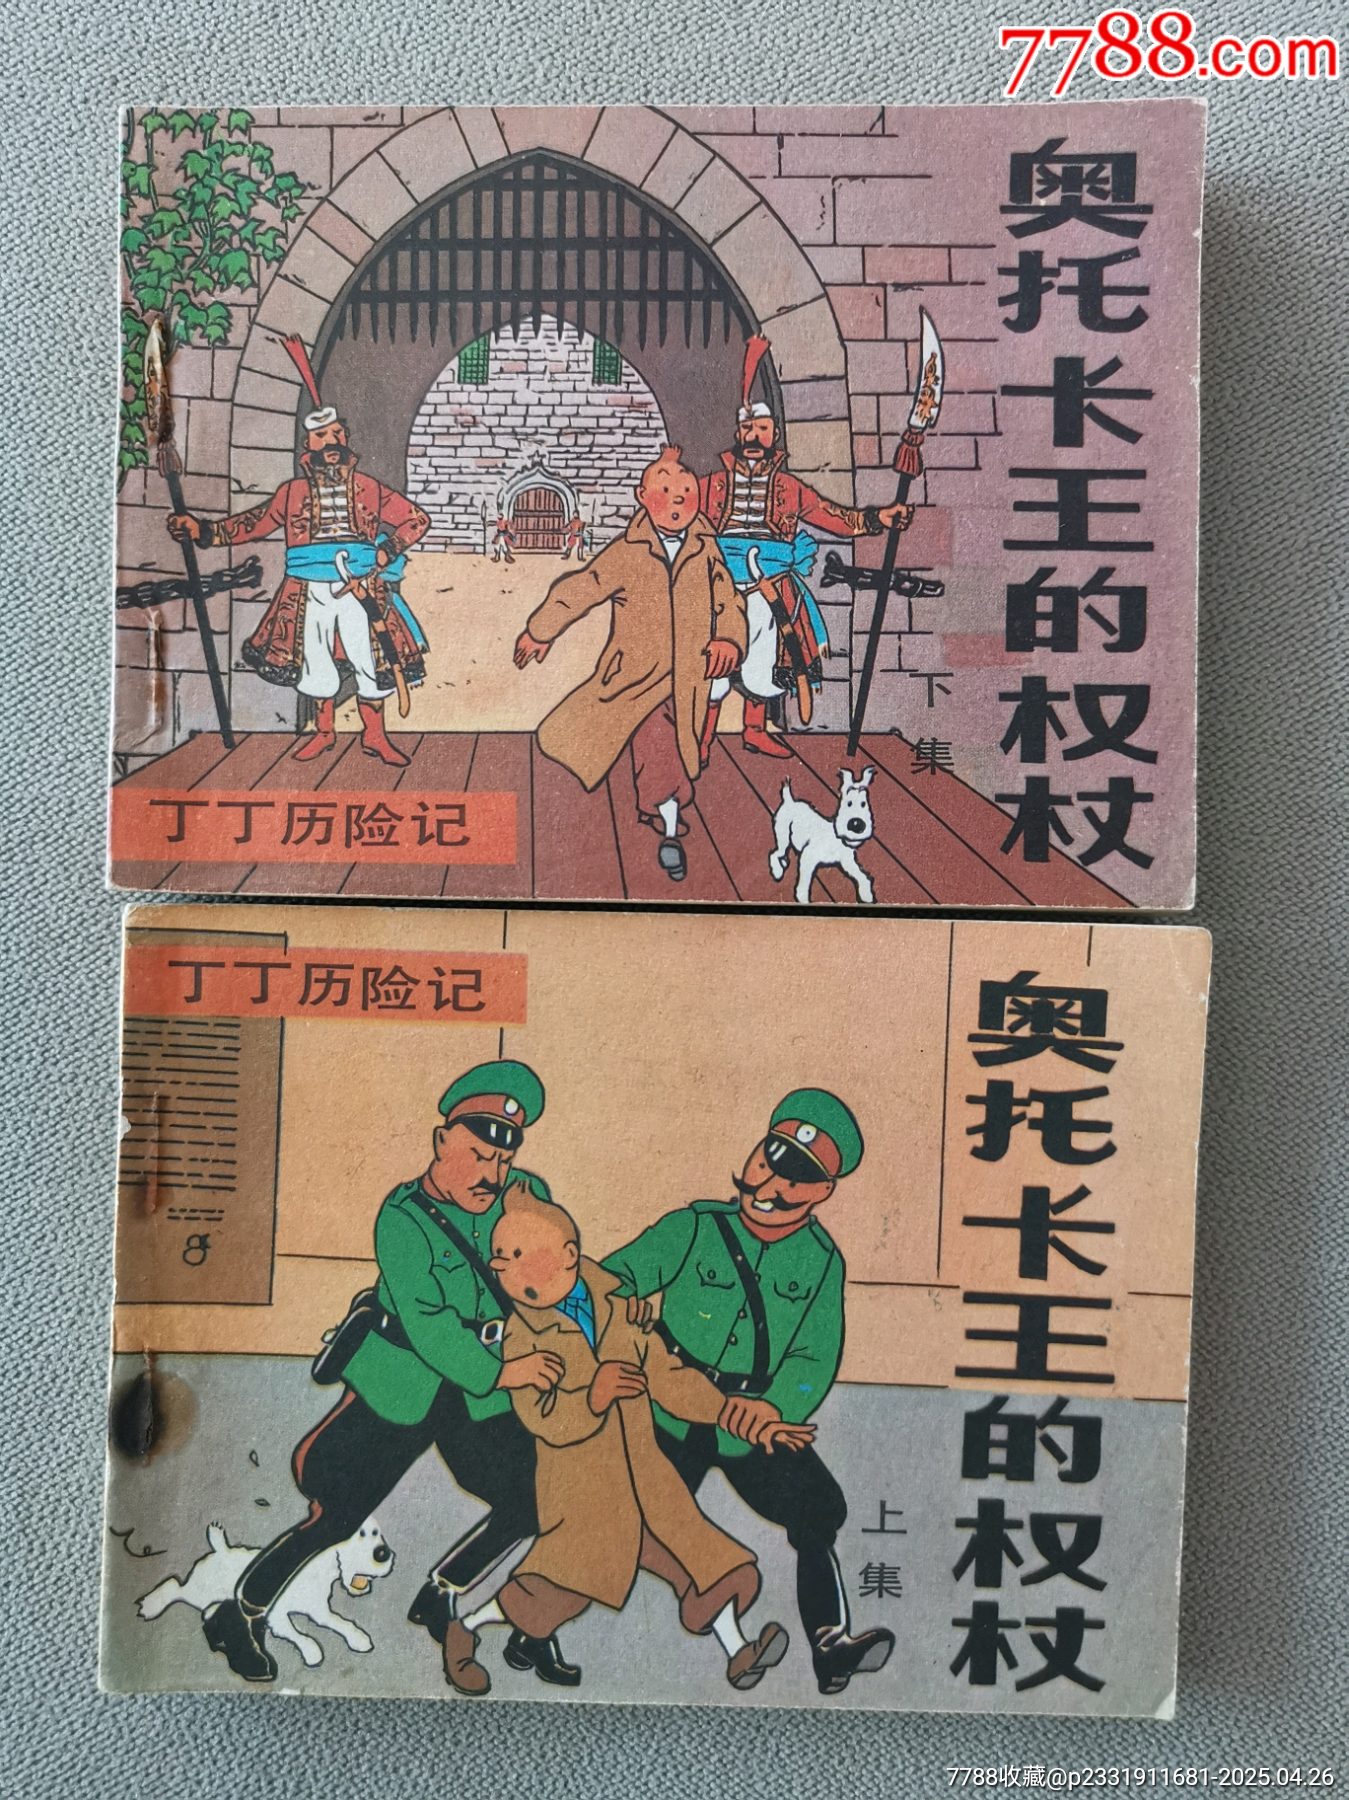 7788.com
奥托卡王的权杖
下集
丁丁历险记
丁丁历险记
奥托卡王的权杖
上集
7788收藏@p2331911681-2025.04.26